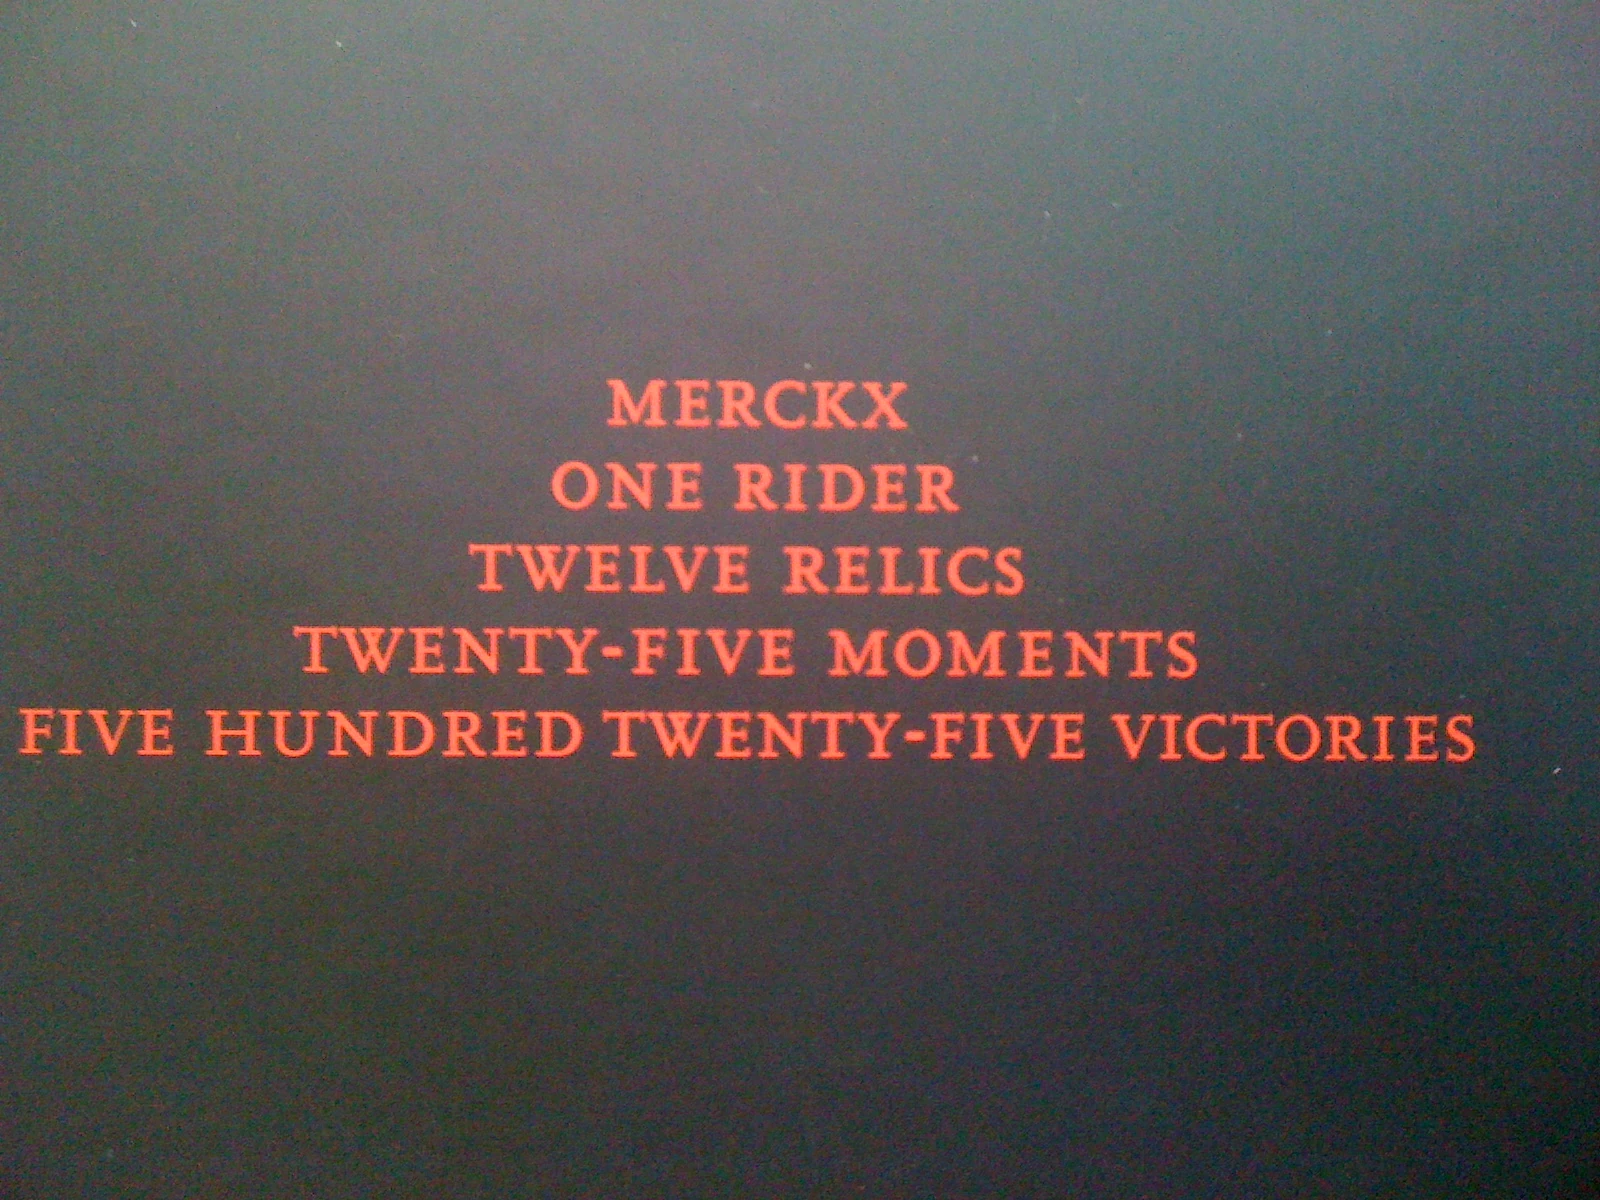 MERCKX
ONE RIDER
TWELVE RELICS
TWENTY-FIVE MOMENTS
FIVE HUNDRED TWENTY-FIVE VICTORIES